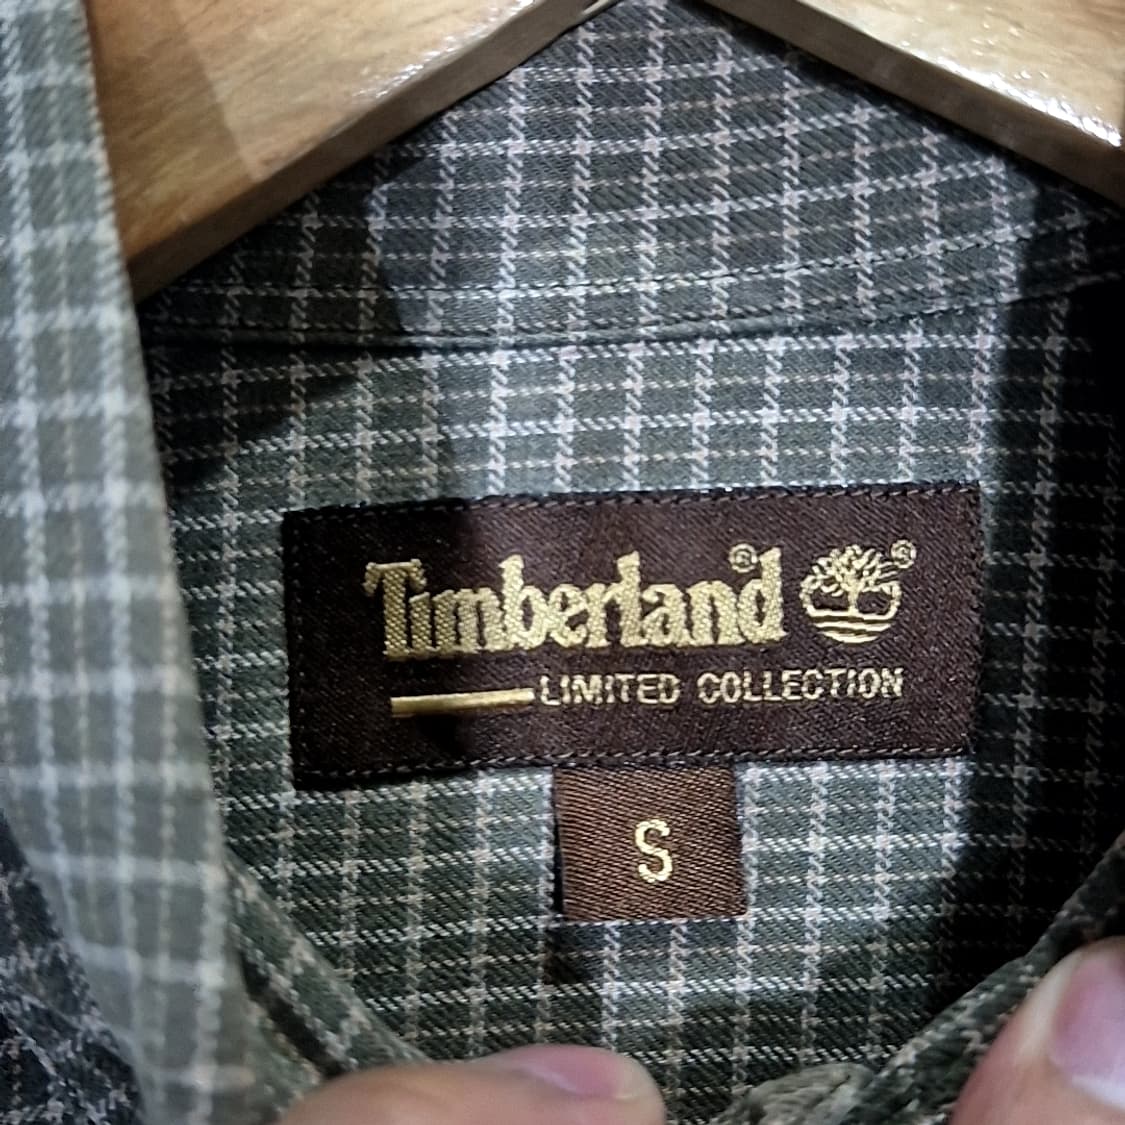 Timberland®
®
LIMITED COLLECTION
S